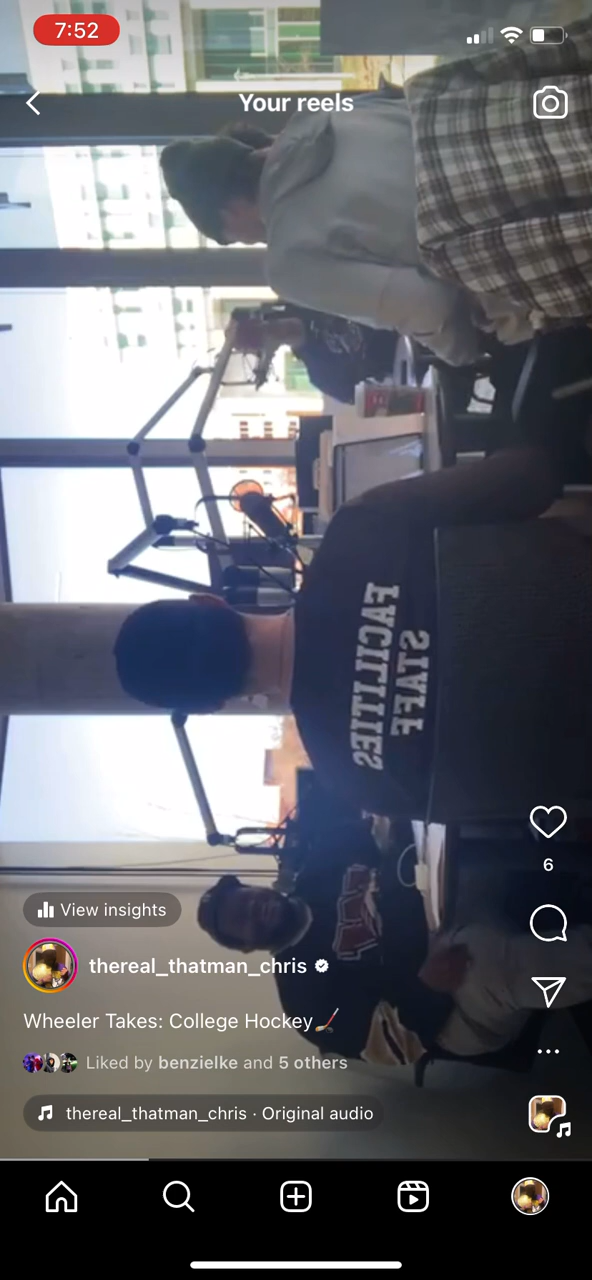 7:52
Your reels
STAFF
FACILITIES
View insights
thereal_thatman_chris
Wheeler Takes: College Hockey🏒
Liked by benzielke and 5 others
thereal_thatman_chris · Original audio
6